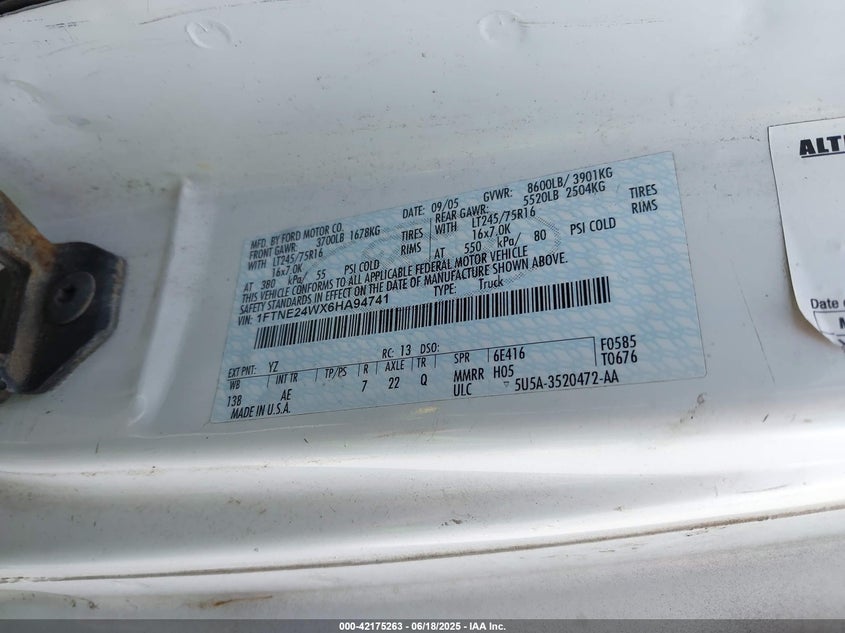 MFD. BY FORD MOTOR CO.
DATE: 09/05 GVWR: 8600LB/ 3901KG
FRONT GAWR: 3700LB 1678KG
REAR GAWR: 5520LB 2504KG
WITH LT245/75R16 TIRES
WITH LT245/75R16 TIRES
16x7.0K RIMS
16x7.0K RIMS
AT 380 kPa/ 55 PSI COLD
AT 550 kPa/ 80 PSI COLD
THIS VEHICLE CONFORMS TO ALL APPLICABLE FEDERAL MOTOR VEHICLE
SAFETY STANDARDS IN EFFECT ON THE DATE OF MANUFACTURE SHOWN ABOVE.
VIN: 1FTNE24WX6HA94741 TYPE: Truck
EXT PNT: YZ RC: 13 DSO: F0585
WB INT TR TP/PS R AXLE TR SPR 6E416 T0676
138 AE 7 22 Q MMRR H05
MADE IN U.S.A. ULC 5U5A-3520472-AA
Date
000-42175263 - 06/18/2025 - IAA Inc.